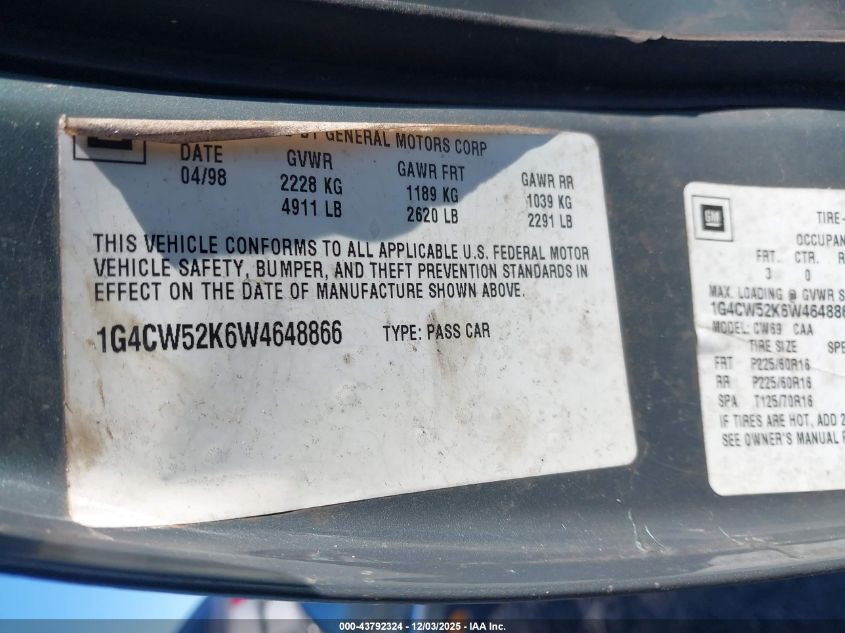 BY GENERAL MOTORS CORP
DATE GVWR GAWR FRT GAWR RR
04/98 2228 KG 1189 KG 1039 KG
4911 LB 2620 LB 2291 LB
THIS VEHICLE CONFORMS TO ALL APPLICABLE U.S. FEDERAL MOTOR
VEHICLE SAFETY, BUMPER, AND THEFT PREVENTION STANDARDS IN
EFFECT ON THE DATE OF MANUFACTURE SHOWN ABOVE.
1G4CW52K6W4648866 TYPE: PASS CAR
GM
TIRE-
OCCUPAN
FRT. CTR. R
3 0
MAX. LOADING @ GVWR S
1G4CW52K6W464886
MODEL: CW69 CAA
TIRE SIZE SPE
FRT P225/60R16
RR P225/60R16
SPA T125/70R16
IF TIRES ARE HOT, ADD 2
SEE OWNER'S MANUAL F
000-43792324 - 12/03/2025 - IAA Inc.